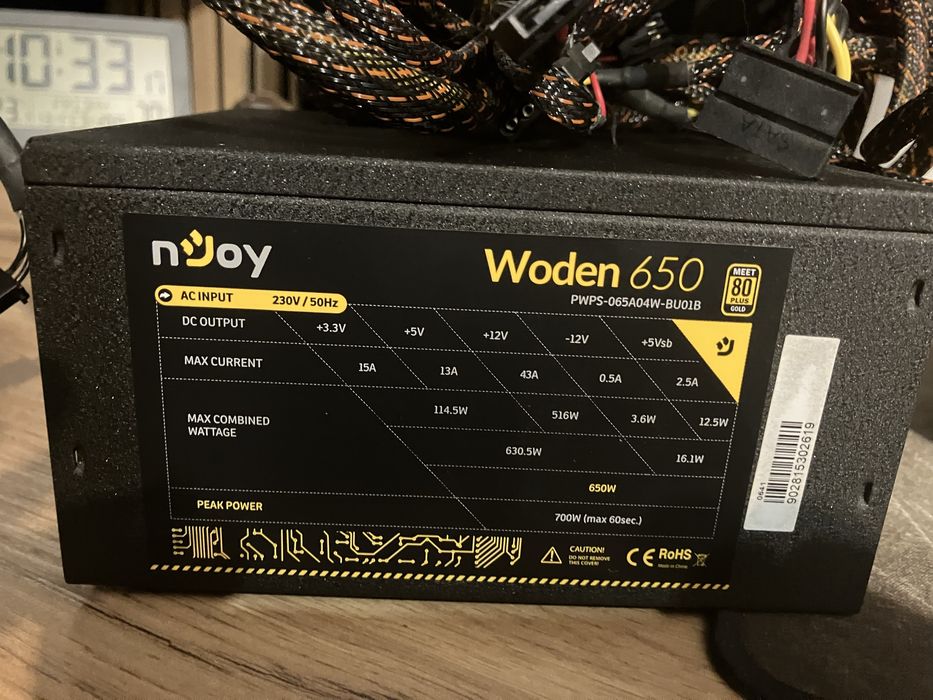 10:33
nJoy
Woden 650
PWPS-065A04W-BU01B
MEET
80
PLUS
GOLD
AC INPUT 230V / 50Hz
DC OUTPUT +3.3V +5V +12V -12V +5Vsb
MAX CURRENT 15A 13A 43A 0.5A 2.5A
MAX COMBINED WATTAGE 114.5W 516W 3.6W 12.5W
630.5W 16.1W
650W
PEAK POWER 700W (max 60sec.)
CAUTION!
DO NOT REMOVE
THIS COVER!
CE RoHS
Made in China
0641
902815302619
SATA